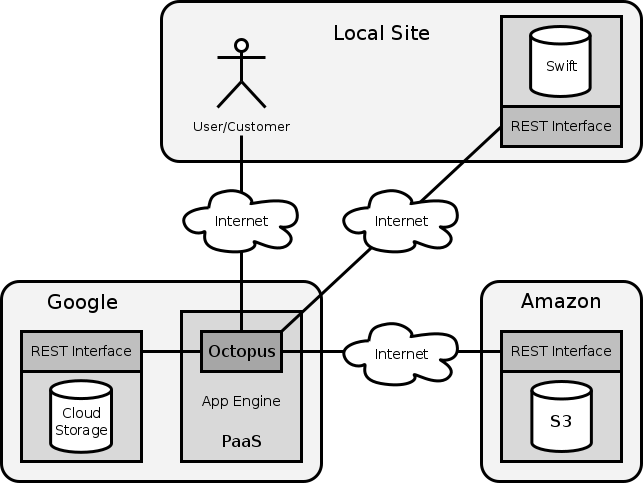 Local Site
Swift
REST Interface
User/Customer
Internet
Internet
Google
Amazon
REST Interface
Octopus
Internet
REST Interface
Cloud
Storage
App Engine
PaaS
S3